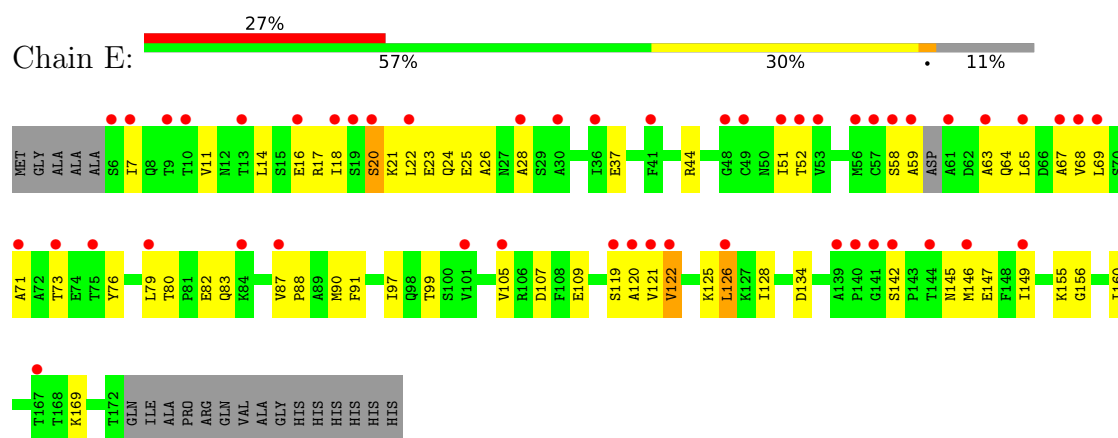 27%
Chain E:
57% 30% • 11%
MET GLY ALA ALA ALA S6 I7 Q8 T9 T10 V11 N12 T13 L14 S15 E16 R17 I18 S19 S20 K21 L22 E23 Q24 E25 A26 N27 A28 S29 A30 I36 E37 F41 R44 G48 C49 N50 I51 T52 V53 M56 C57 S58 A59 ASP A61 D62 A63 Q64 L65 D66 A67 V68 L69 S70
A71 A72 T73 E74 T75 Y76 L79 T80 P81 E82 Q83 K84 V87 P88 A89 M90 F91 I97 Q98 T99 S100 V101 V105 R106 D107 F108 E109 S119 A120 V121 V122 K125 L126 K127 I128 D134 A139 P140 G141 S142 P143 T144 N145 M146 E147 F148 I149 K155 G156 I160
T167 T168 K169 T172 GLN ILE ALA PRO ARG GLN VAL ALA GLY HIS HIS HIS HIS HIS HIS